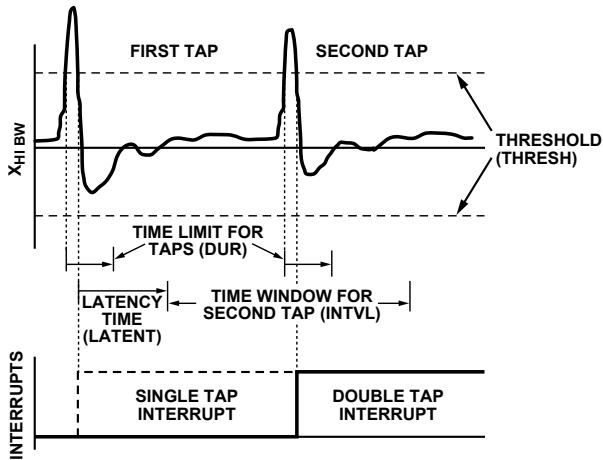 FIRST TAP
SECOND TAP
X HI BW
THRESHOLD
(THRESH)
TIME LIMIT FOR
TAPS (DUR)
LATENCY
TIME
(LATENT)
TIME WINDOW FOR
SECOND TAP (INTVL)
INTERRUPTS
SINGLE TAP
INTERRUPT
DOUBLE TAP
INTERRUPT